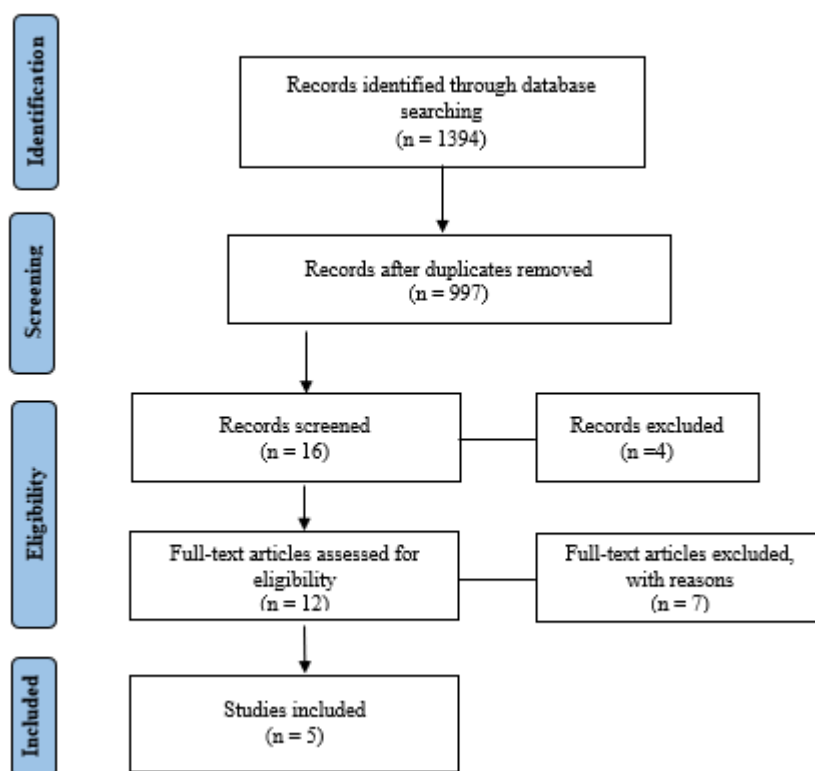 Identification
Records identified through database
searching
(n = 1394)
Screening
Records after duplicates removed
(n = 997)
Eligibility
Records screened
(n = 16)
Records excluded
(n =4)
Full-text articles assessed for
eligibility
(n = 12)
Full-text articles excluded,
with reasons
(n = 7)
Included
Studies included
(n = 5)